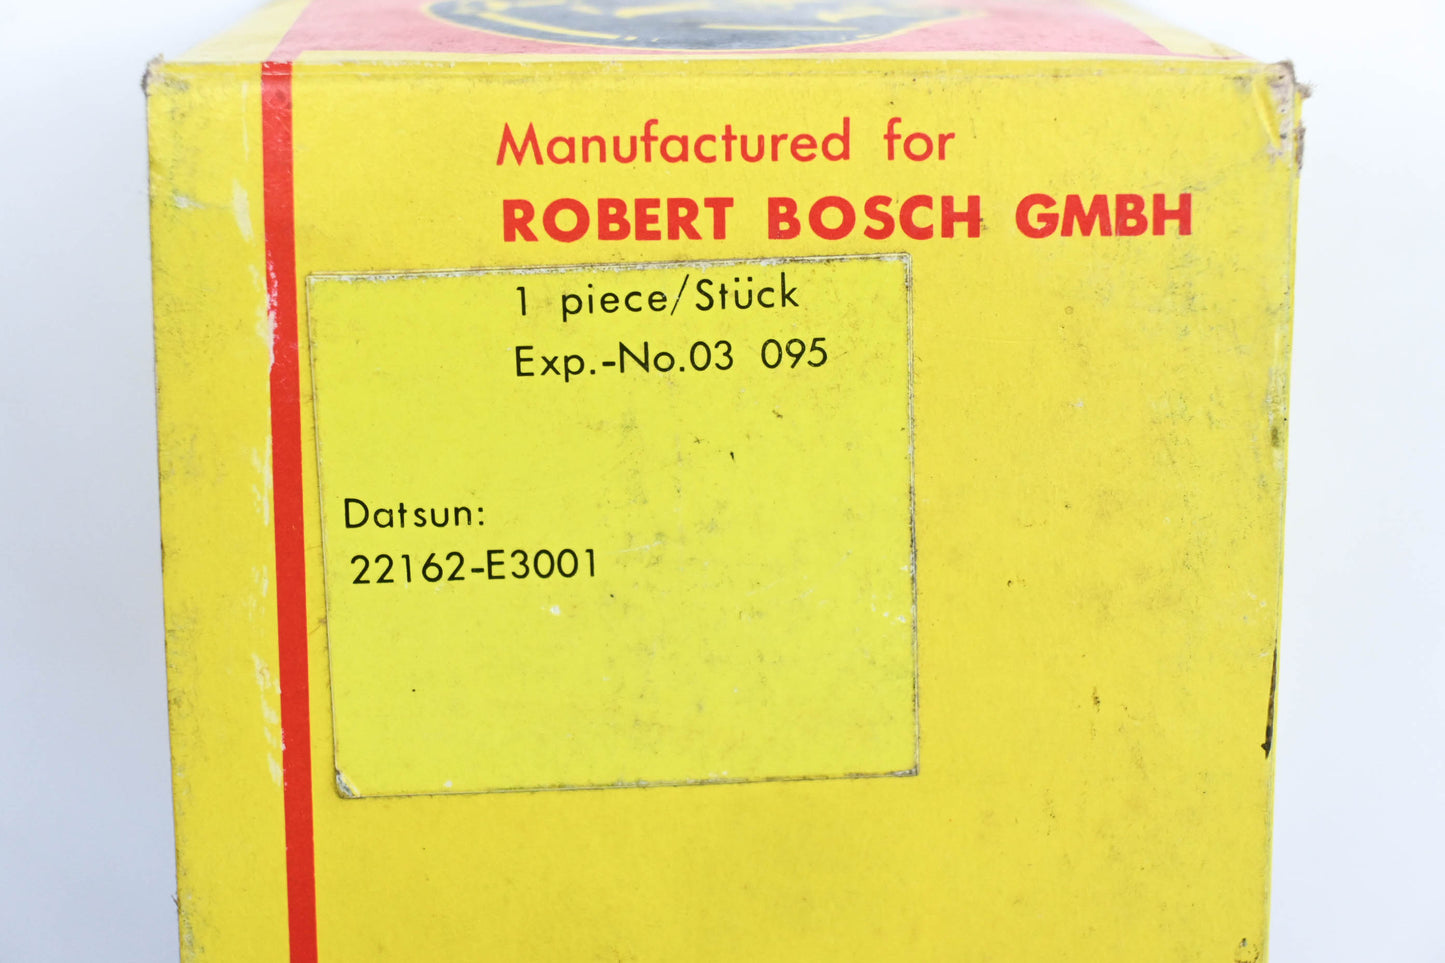 Manufactured for
ROBERT BOSCH GMBH
1 piece/Stück
Exp.-No.03 095
Datsun:
22162-E3001